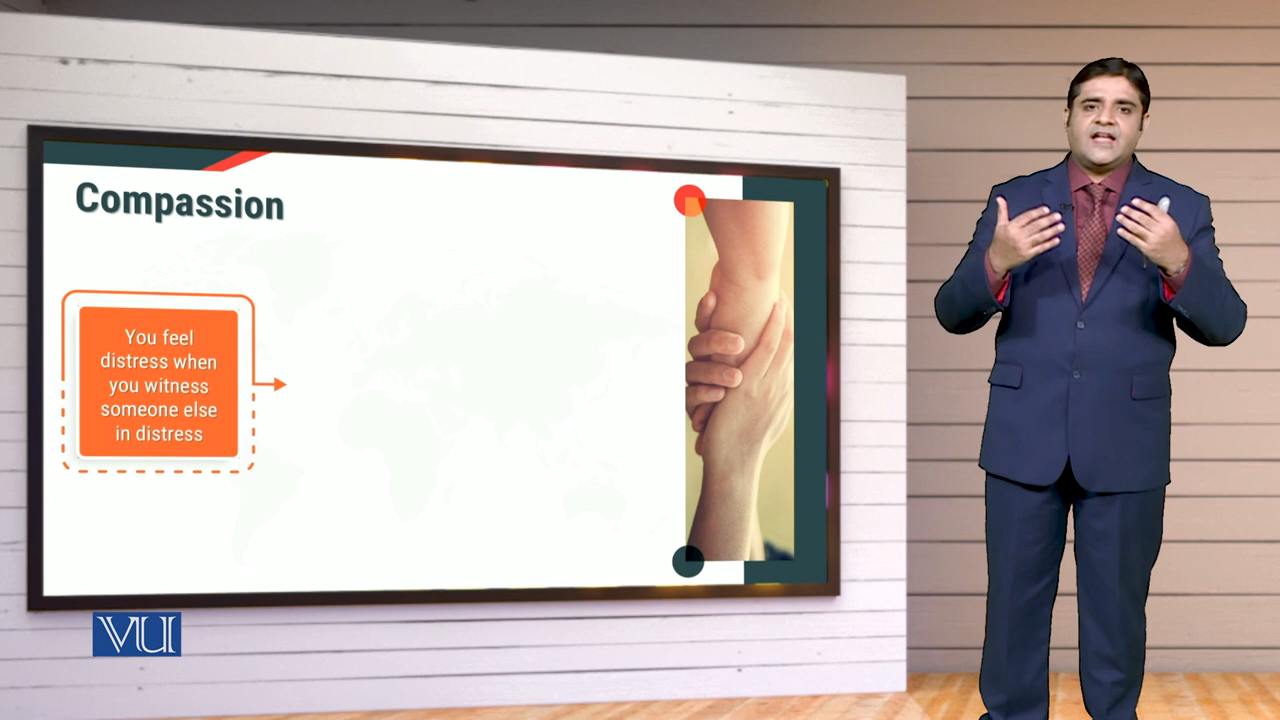 Compassion
You feel
distress when
you witness
someone else
in distress
VU